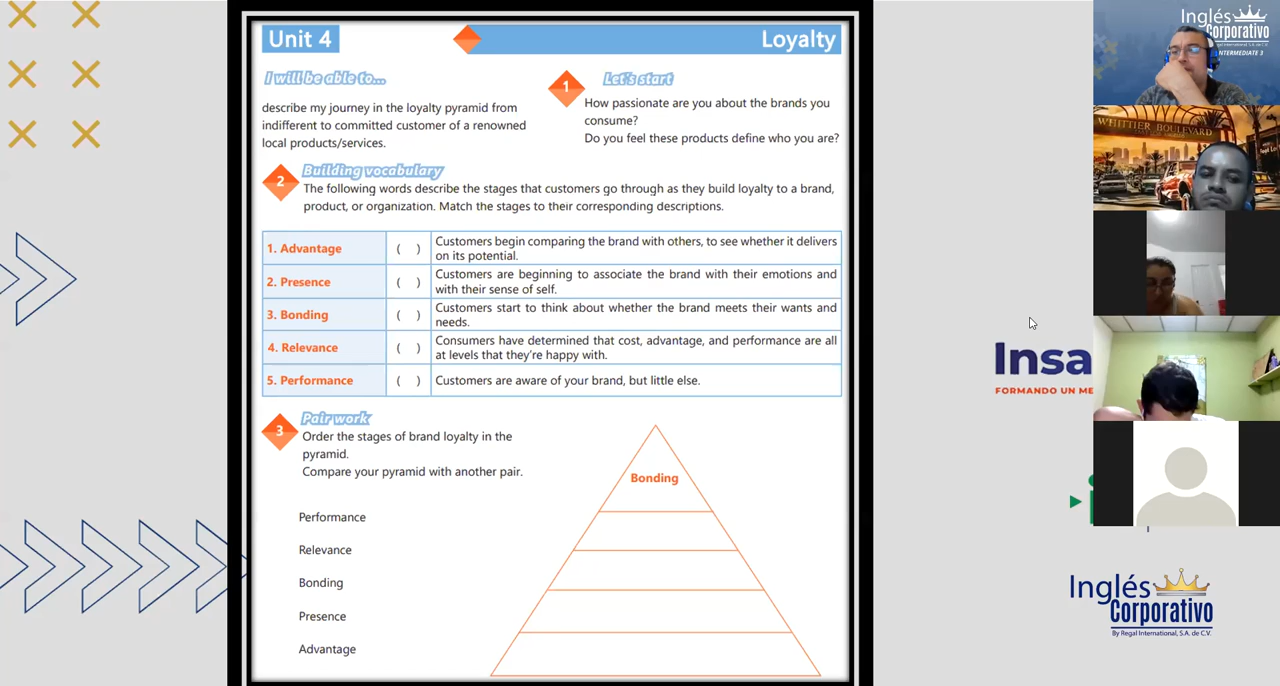 Unit 4
Loyalty
I will be able to...
describe my journey in the loyalty pyramid from
indifferent to committed customer of a renowned
local products/services.
1
Let's start
How passionate are you about the brands you
consume?
Do you feel these products define who you are?
2
Building vocabulary
The following words describe the stages that customers go through as they build loyalty to a brand,
product, or organization. Match the stages to their corresponding descriptions.
1. Advantage
( )
Customers begin comparing the brand with others, to see whether it delivers
on its potential.
2. Presence
( )
Customers are beginning to associate the brand with their emotions and
with their sense of self.
3. Bonding
( )
Customers start to think about whether the brand meets their wants and
needs.
4. Relevance
( )
Consumers have determined that cost, advantage, and performance are all
at levels that they're happy with.
5. Performance
( )
Customers are aware of your brand, but little else.
3
Pair work
Order the stages of brand loyalty in the
pyramid.
Compare your pyramid with another pair.
Performance
Relevance
Bonding
Presence
Advantage
Bonding
Insa
FORMANDO UN ME
Inglés
Corporativo
By Regal International, S.A. de C.V.
Inglés
Corporativo
Regal International, S.A. de C.V.
NTERMEDIATE 3
WHITTIER BOULEVARD